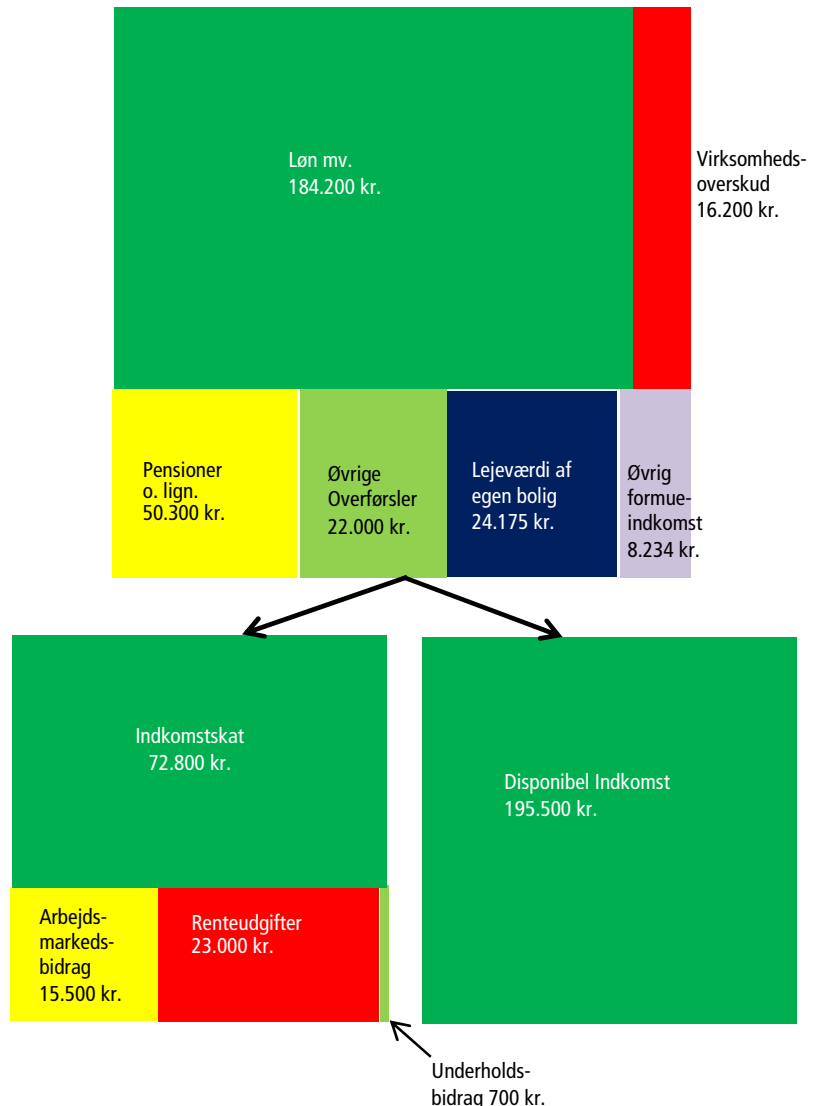 Løn mv.
184.200 kr.
Virksomheds-
overskud
16.200 kr.
Pensioner
o. lign.
50.300 kr.
Øvrige
Overførsler
22.000 kr.
Lejeværdi af
egen bolig
24.175 kr.
Øvrig
formue-
indkomst
8.234 kr.
Indkomstskat
72.800 kr.
Disponibel Indkomst
195.500 kr.
Arbejds-
markeds-
bidrag
15.500 kr.
Renteudgifter
23.000 kr.
Underholds-
bidrag 700 kr.